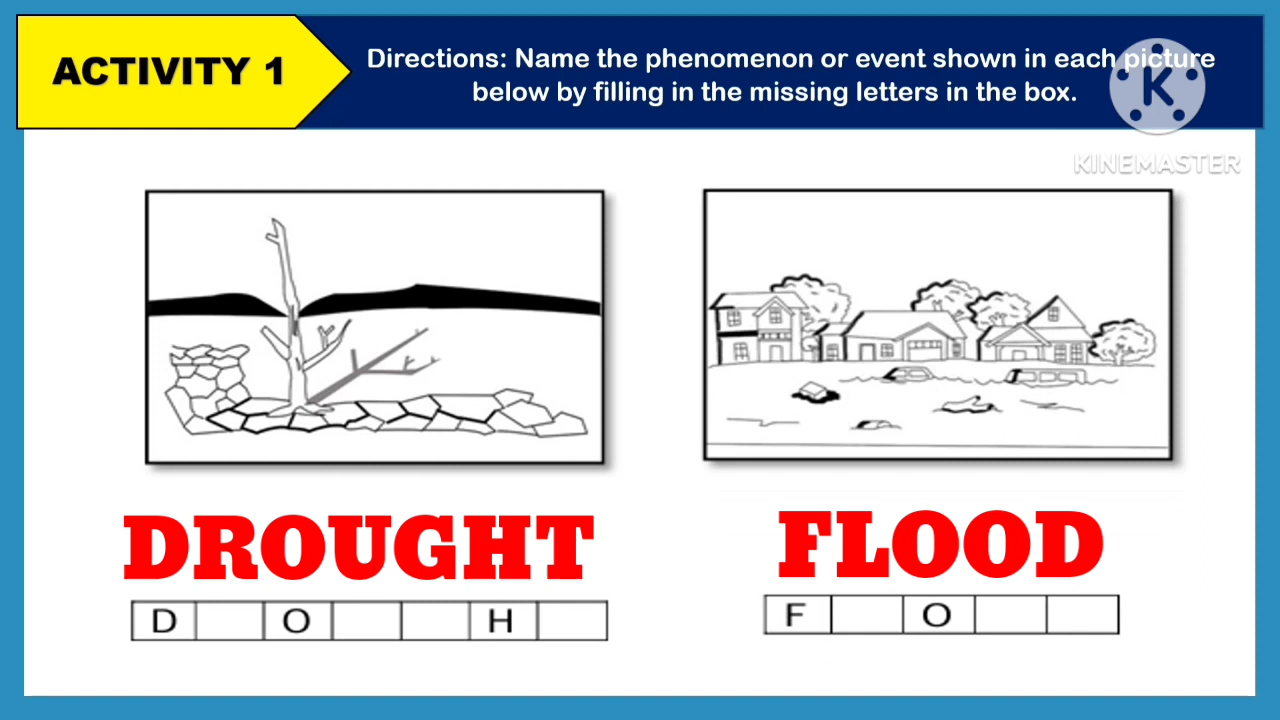 ACTIVITY 1
Directions: Name the phenomenon or event shown in each picture
below by filling in the missing letters in the box.
K
KINEMASTER
DROUGHT
D O H
FLOOD
F O